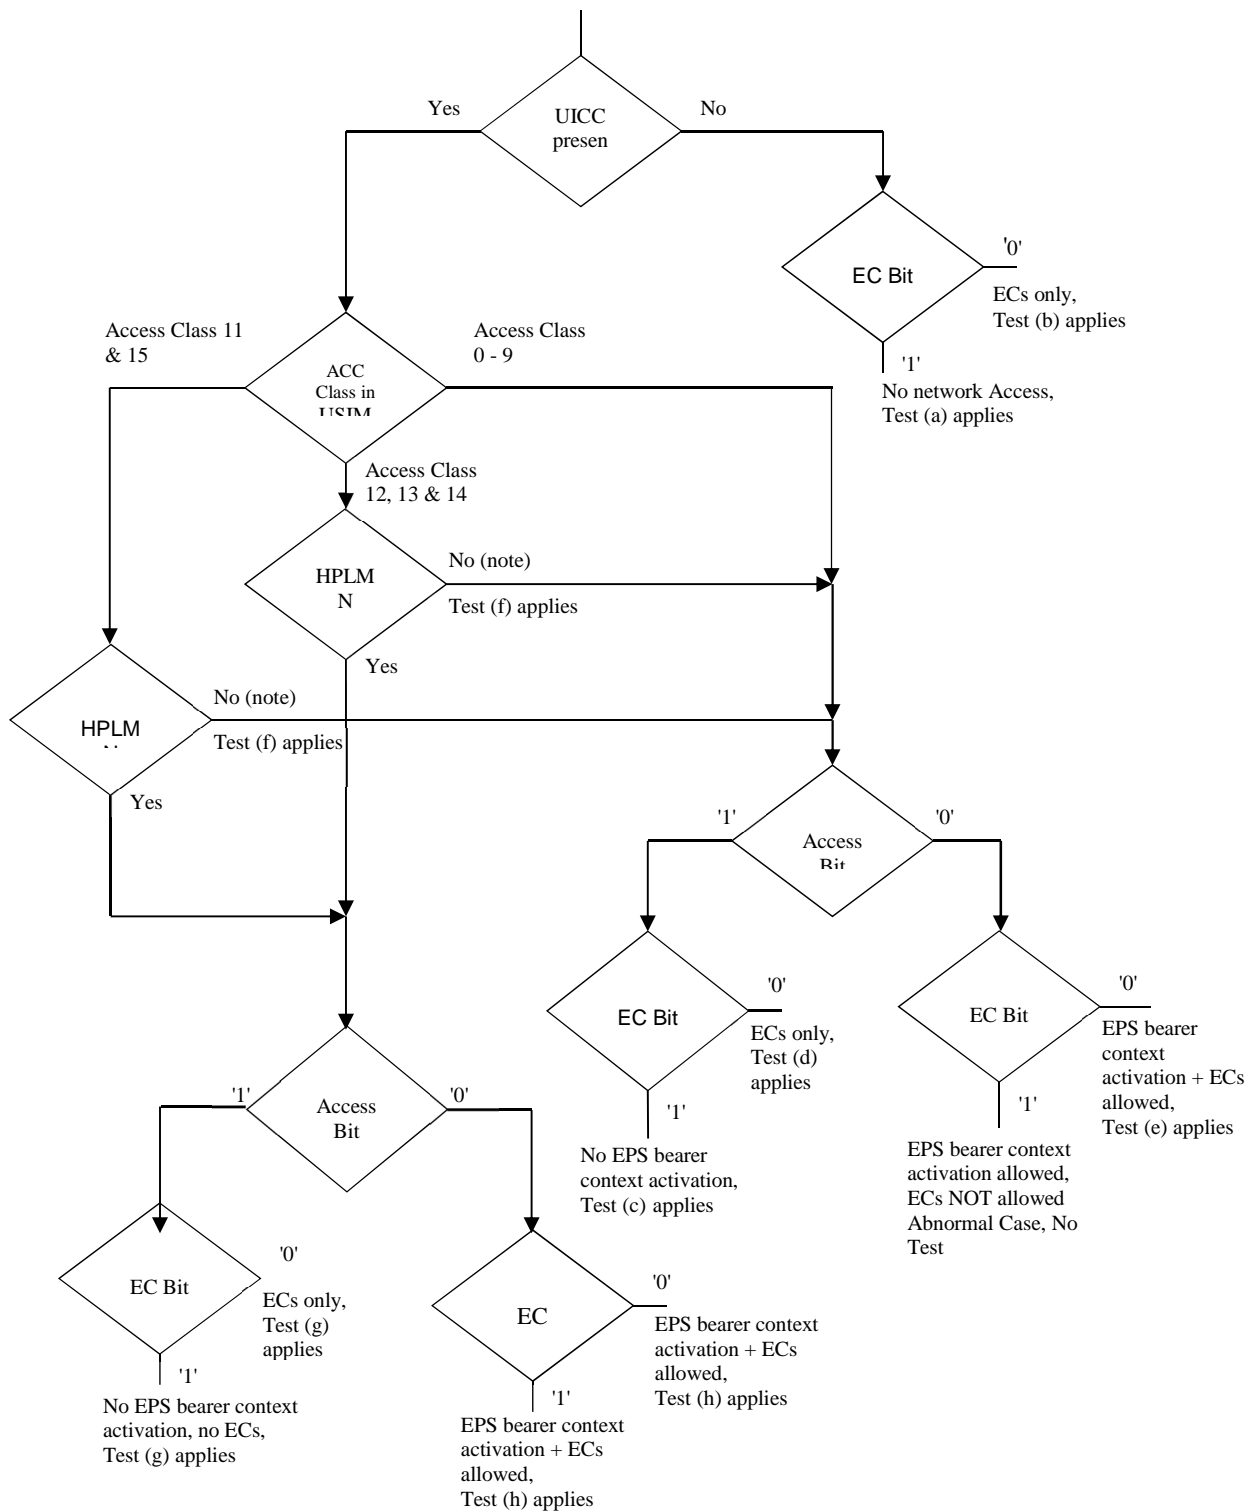 UICC
presen
Yes
No
EC Bit
'0'
ECs only,
Test (b) applies
'1'
No network Access,
Test (a) applies
Access Class 11
& 15
Access Class
0 - 9
ACC
Class in
USIM
Access Class
12, 13 & 14
HPLM
N
No (note)
Test (f) applies
Yes
HPLM
No (note)
Test (f) applies
Yes
Access
Bit
'1'
'0'
EC Bit
'0'
ECs only,
Test (d)
applies
'1'
No EPS bearer
context activation,
Test (c) applies
EC Bit
'0'
EPS bearer
context
activation + ECs
allowed,
Test (e) applies
'1'
EPS bearer context
activation allowed,
ECs NOT allowed
Abnormal Case, No
Test
Access
Bit
'1'
'0'
EC Bit
'0'
ECs only,
Test (g)
applies
'1'
No EPS bearer context
activation, no ECs,
Test (g) applies
EC
'0'
EPS bearer context
activation + ECs
allowed,
Test (h) applies
'1'
EPS bearer context
activation + ECs
allowed,
Test (h) applies